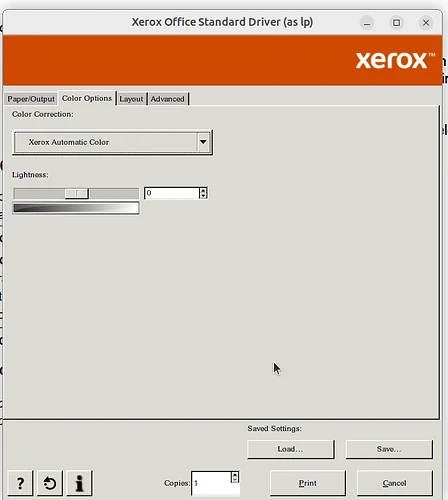 Xerox Office Standard Driver (as lp)
xerox™
Paper/Output Color Options Layout Advanced
Color Correction:
Xerox Automatic Color
Lightness:
0
Saved Settings:
Load... Save...
? i Copies: 1 Print Cancel